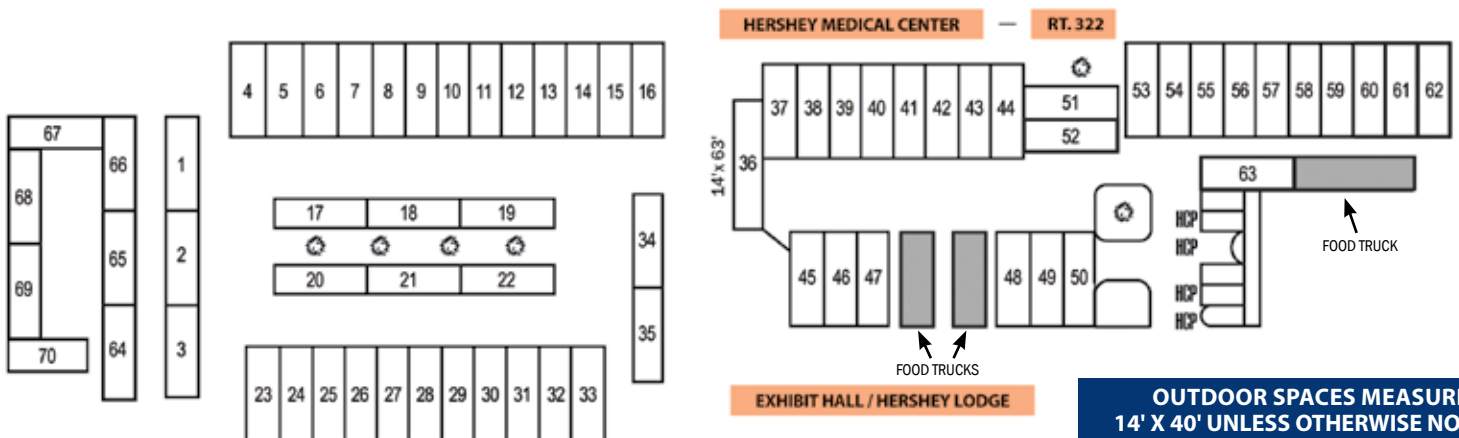 HERSHEY MEDICAL CENTER — RT. 322
4 5 6 7 8 9 10 11 12 13 14 15 16
37 38 39 40 41 42 43 44
51
52
53 54 55 56 57 58 59 60 61 62
67
66
68
1
14' x 63'
36
63
17 18 19
34
HCP
HCP
FOOD TRUCK
65
2
20 21 22
45 46 47
48 49 50
69
HCP
HCP
35
70
64
3
FOOD TRUCKS
23 24 25 26 27 28 29 30 31 32 33
EXHIBIT HALL / HERSHEY LODGE
OUTDOOR SPACES MEASUR
14' X 40' UNLESS OTHERWISE NO